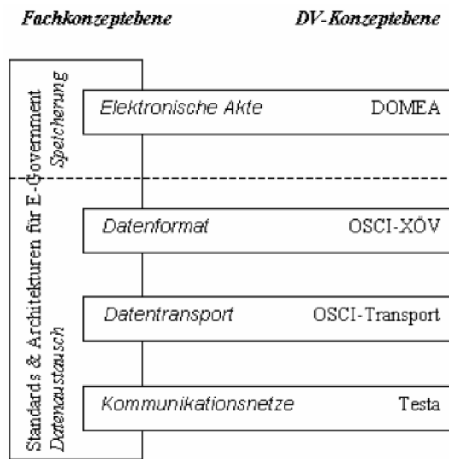 Fachkonzeptebene
DV-Konzeptebene
Standards & Architekturen für E-Government
Speicherung
Datenaustausch
Elektronische Akte DOMEA
Datenformat OSCI-XÖV
Datentransport OSCI-Transport
Kommunikationsnetze Testa